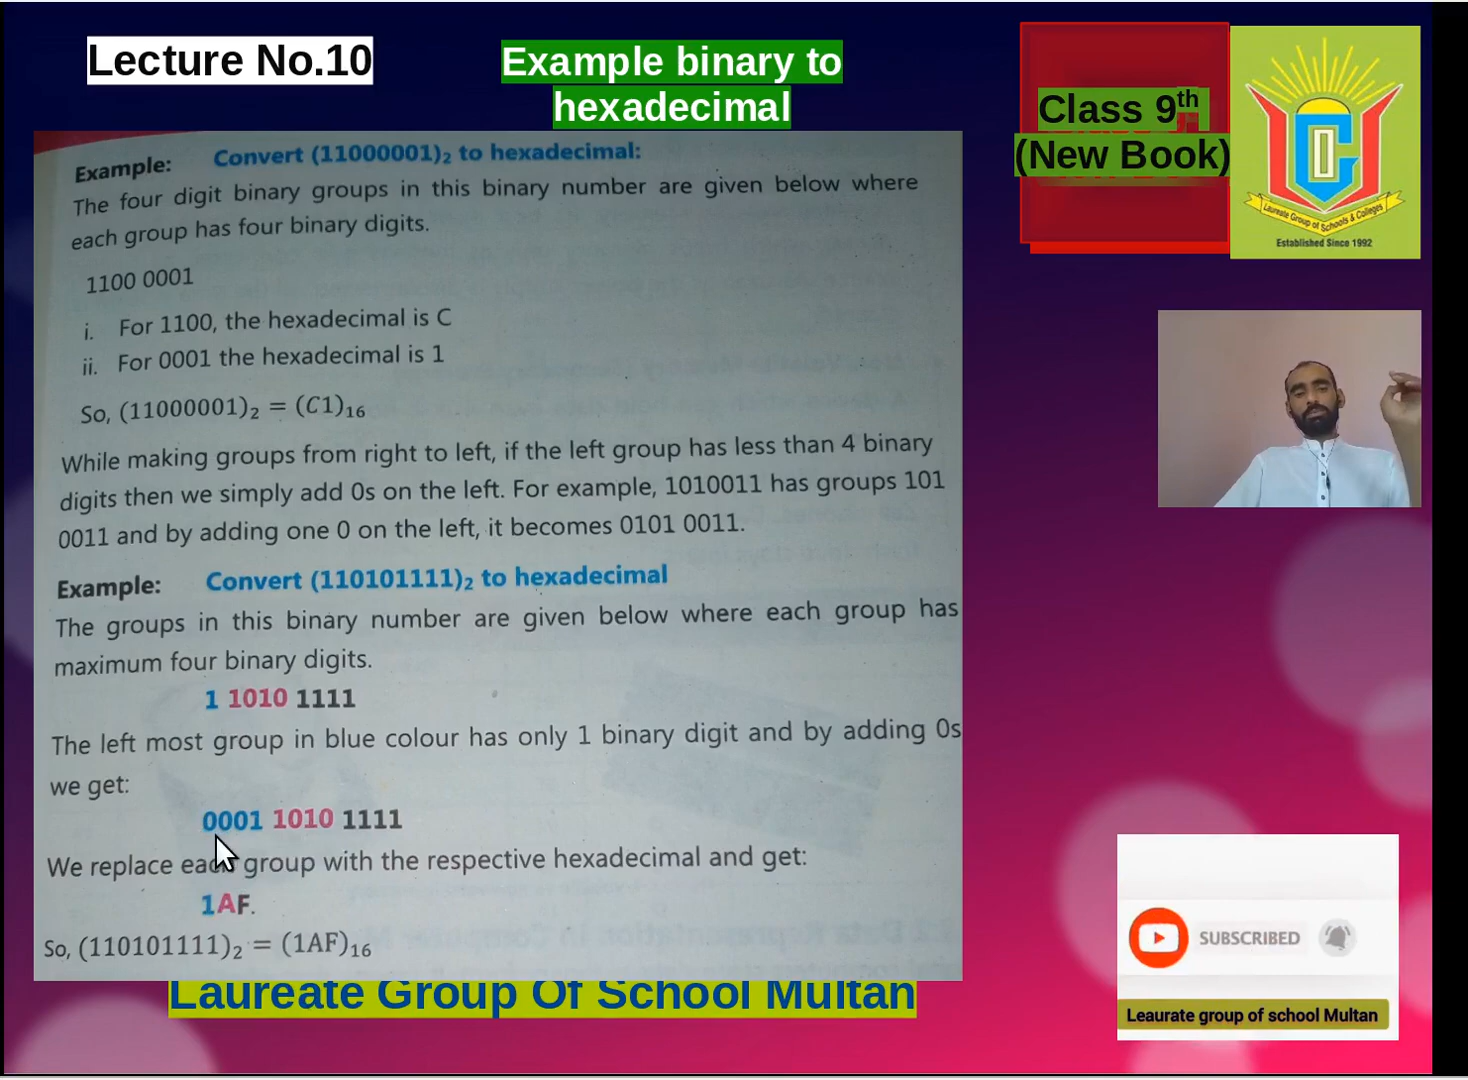 Lecture No.10
Example binary to
hexadecimal
Class 9th
(New Book)
Laureate Group of Schools & Colleges
Established Since 1992
Example: Convert (11000001)2 to hexadecimal:
The four digit binary groups in this binary number are given below where
each group has four binary digits.
1100 0001
i. For 1100, the hexadecimal is C
ii. For 0001 the hexadecimal is 1
So, (11000001)2 = (C1)16
While making groups from right to left, if the left group has less than 4 binary
digits then we simply add 0s on the left. For example, 1010011 has groups 101
0011 and by adding one 0 on the left, it becomes 0101 0011.
Example: Convert (110101111)2 to hexadecimal
The groups in this binary number are given below where each group has
maximum four binary digits.
1 1010 1111
The left most group in blue colour has only 1 binary digit and by adding 0s
we get:
0001 1010 1111
We replace each group with the respective hexadecimal and get:
1AF.
So, (110101111)2 = (1AF)16
Laureate Group Of School Multan
SUBSCRIBED
Leaurate group of school Multan